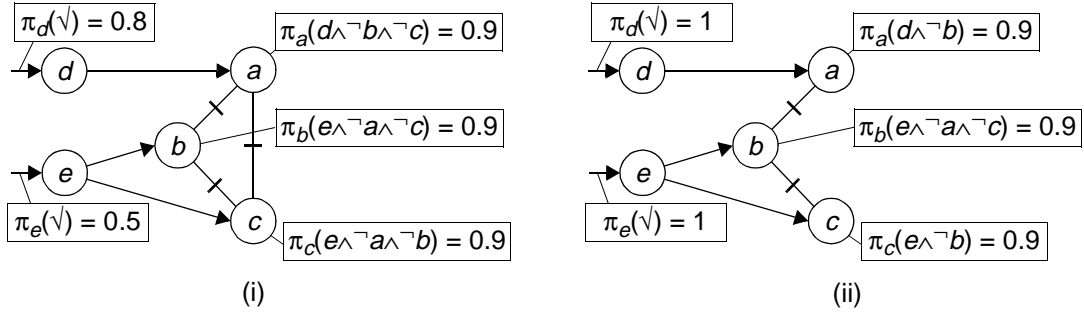 π_d(√) = 0.8
π_a(d∧¬b∧¬c) = 0.9
d
a
π_b(e∧¬a∧¬c) = 0.9
b
e
c
π_e(√) = 0.5
π_c(e∧¬a∧¬b) = 0.9
(i)
π_d(√) = 1
π_a(d∧¬b) = 0.9
d
a
π_b(e∧¬a∧¬c) = 0.9
b
e
c
π_e(√) = 1
π_c(e∧¬b) = 0.9
(ii)